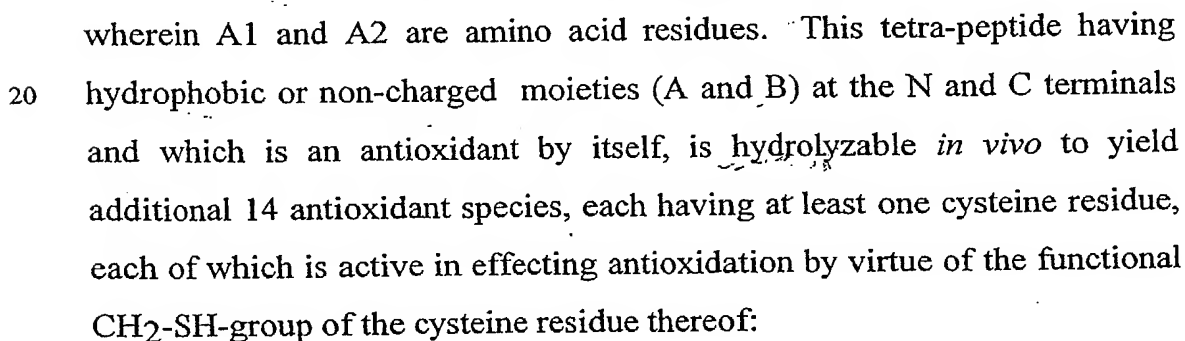 wherein A1 and A2 are amino acid residues. This tetra-peptide having
20 hydrophobic or non-charged moieties (A and B) at the N and C terminals
and which is an antioxidant by itself, is hydrolyzable in vivo to yield
additional 14 antioxidant species, each having at least one cysteine residue,
each of which is active in effecting antioxidation by virtue of the functional
CH2-SH-group of the cysteine residue thereof: